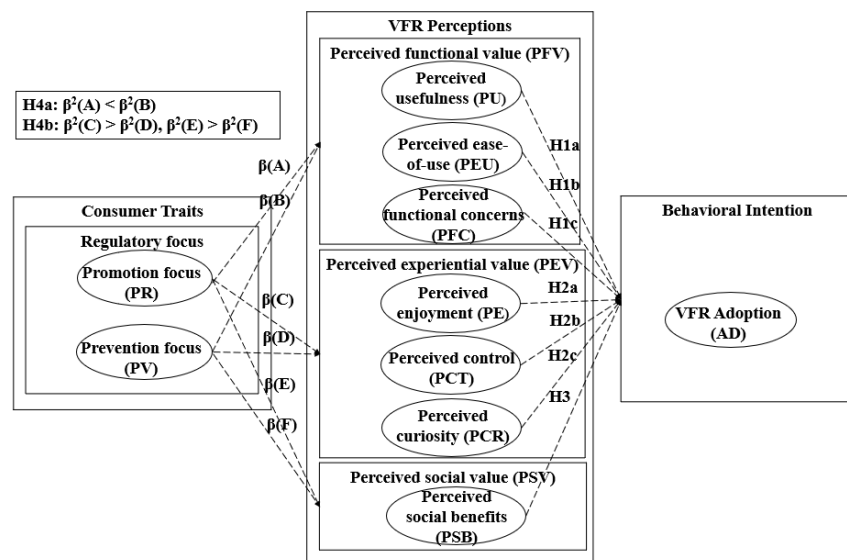 VFR Perceptions
Perceived functional value (PFV)
Perceived
usefulness (PU)
H4a: β²(A) < β²(B)
H4b: β²(C) > β²(D), β²(E) > β²(F)
Perceived ease-
of-use (PEU)
Perceived
functional concerns
(PFC)
β(A)
β(B)
H1a
H1b
H1c
Consumer Traits
Regulatory focus
Promotion focus
(PR)
Prevention focus
(PV)
β(C)
β(D)
β(E)
β(F)
Perceived experiential value (PEV)
Perceived
enjoyment (PE)
Perceived control
(PCT)
Perceived
curiosity (PCR)
H2a
H2b
H2c
H3
Perceived social value (PSV)
Perceived
social benefits
(PSB)
Behavioral Intention
VFR Adoption
(AD)